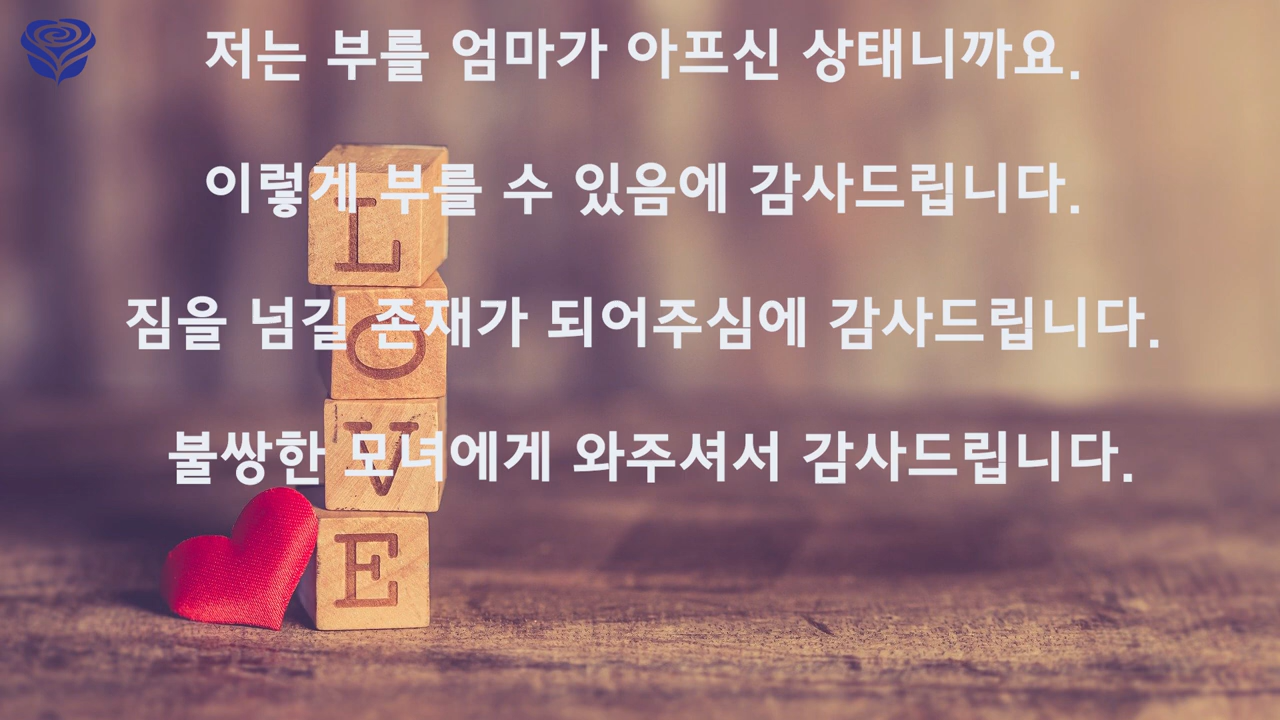 저는 부를 엄마가 아프신 상태니까요.
이렇게 부를 수 있음에 감사드립니다.
짐을 넘길 존재가 되어주심에 감사드립니다.
불쌍한 모녀에게 와주셔서 감사드립니다.
L
O
V
E